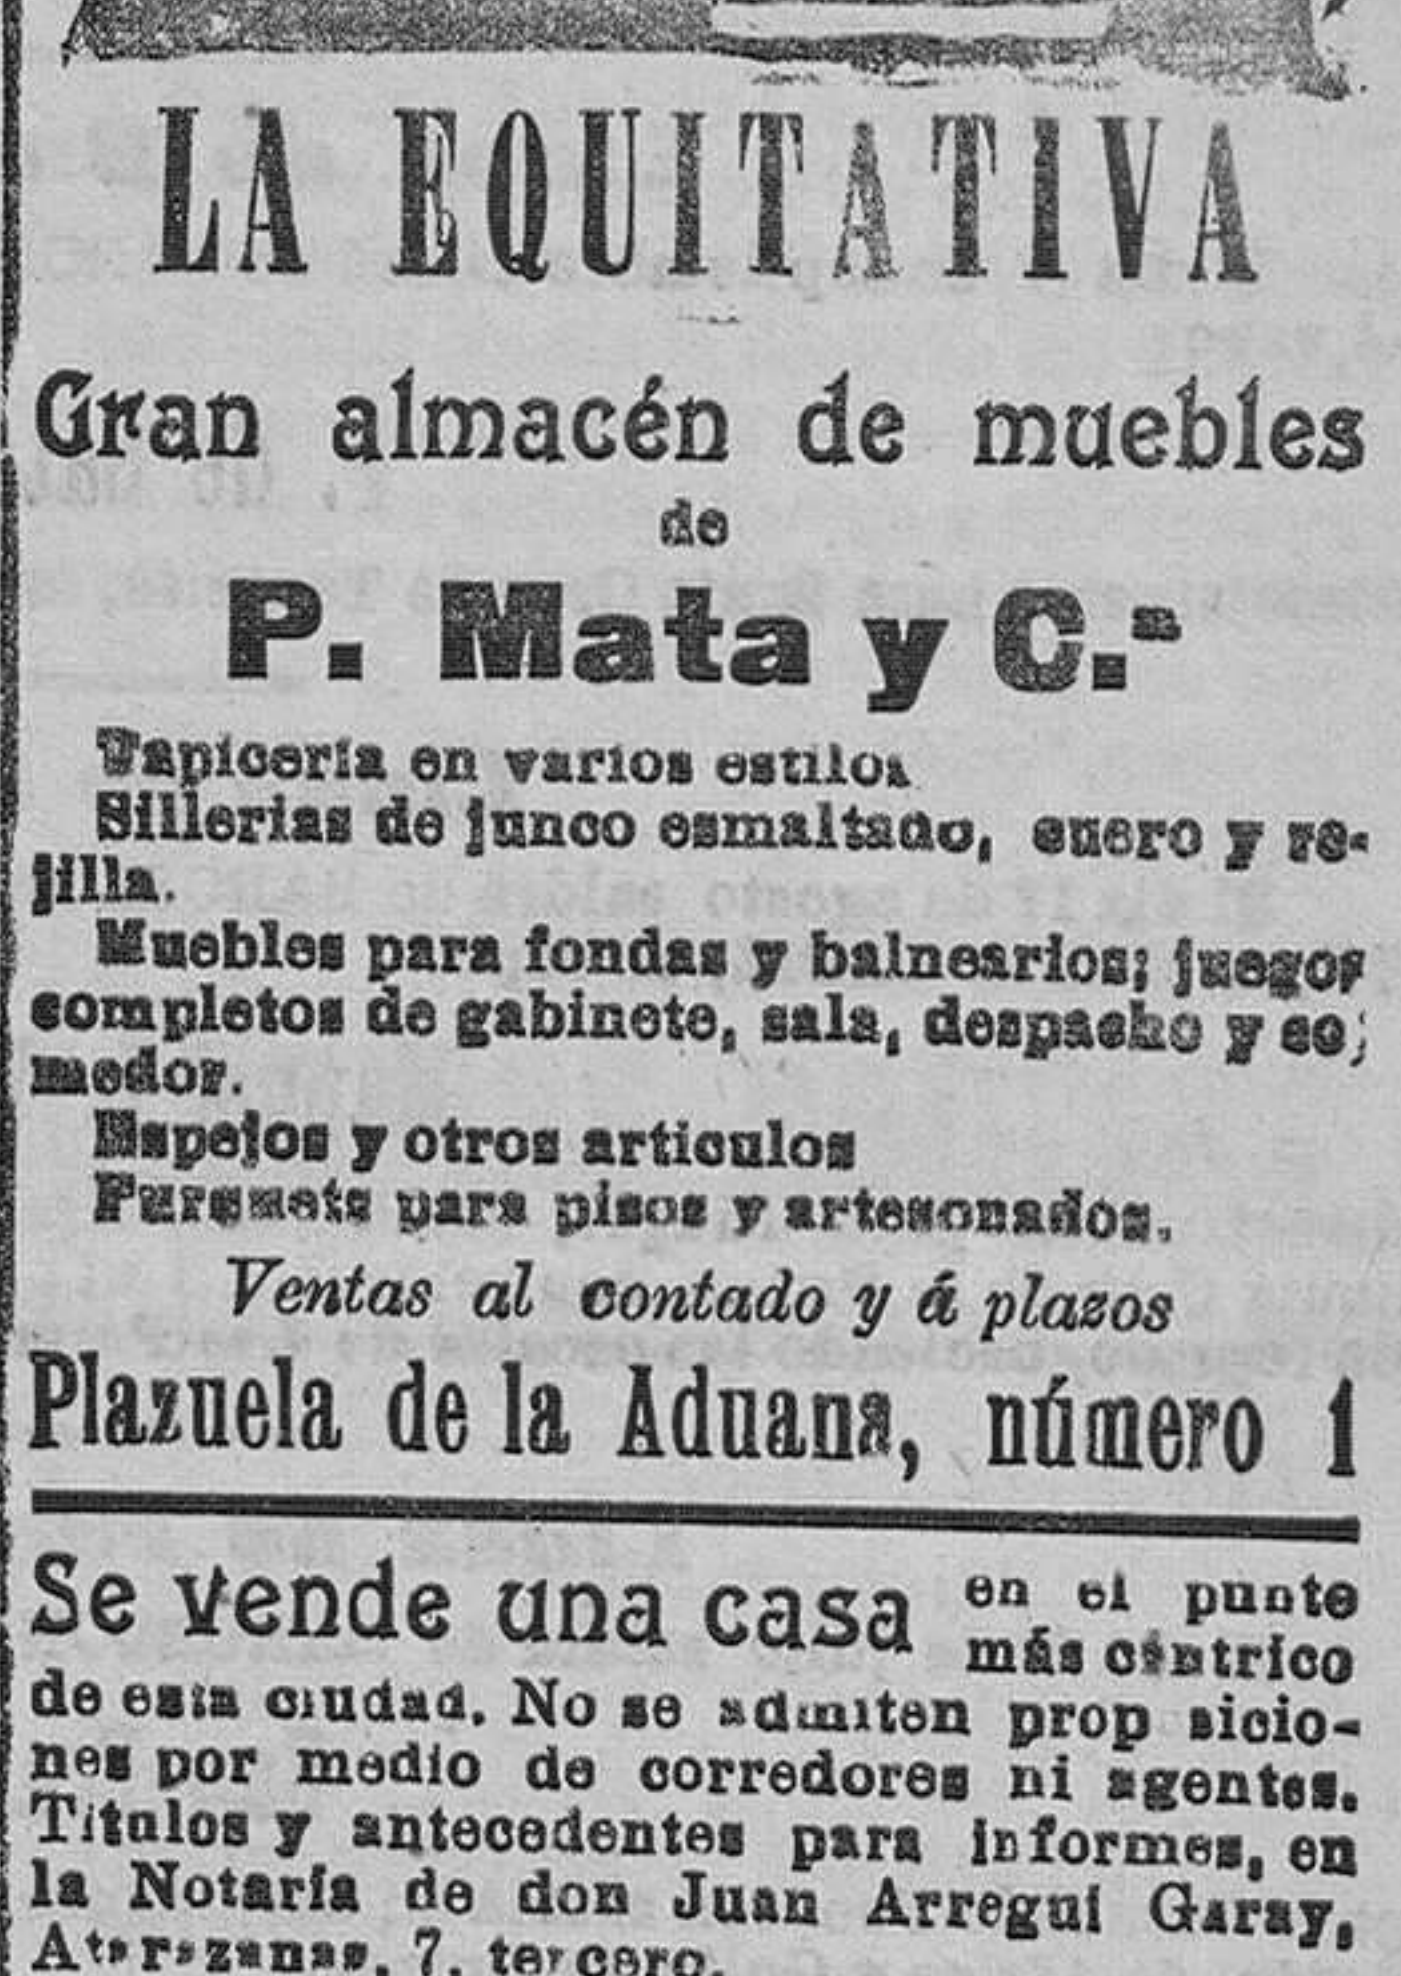 LA EQUITATIVA
Gran almacén de muebles
de
P. Mata y C.ª
Tapicería en varios estilos
Sillerias de junco esmaltado, cuero y re-
jilla.
Muebles para fondas y balnearios; juegos
completos de gabinete, sala, despacho y co;
medor.
Espejos y otros articulos
para pisos y artesonados.
Ventas al contado y á plazos
Plazuela de la Aduana, número 1
Se vende una casa en el punto
más céntrico
de esta ciudad. No se admiten prop sicio-
nes por medio de corredores ni agentes.
Titulos y antecedentes para informes, en
la Notaría de don Juan Arregui Garay,
Atarazanas, 7, tercero.